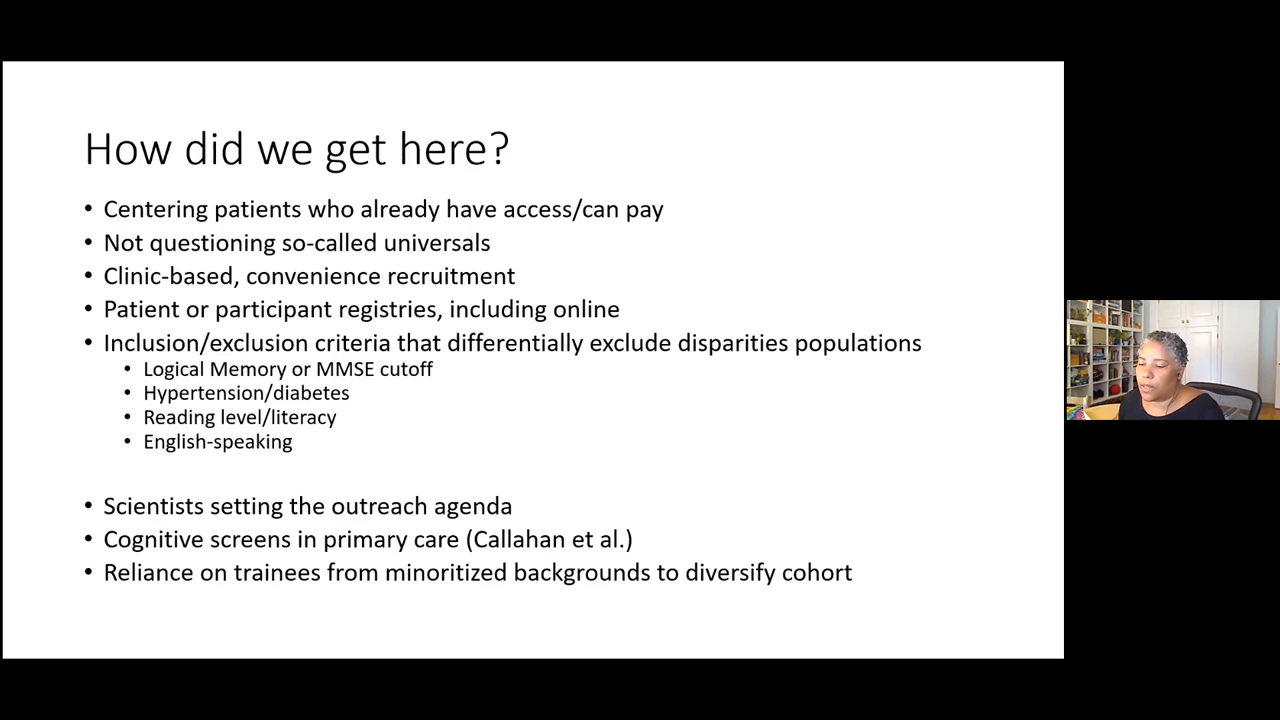 How did we get here?
• Centering patients who already have access/can pay
• Not questioning so-called universals
• Clinic-based, convenience recruitment
• Patient or participant registries, including online
• Inclusion/exclusion criteria that differentially exclude disparities populations
• Logical Memory or MMSE cutoff
• Hypertension/diabetes
• Reading level/literacy
• English-speaking
• Scientists setting the outreach agenda
• Cognitive screens in primary care (Callahan et al.)
• Reliance on trainees from minoritized backgrounds to diversify cohort